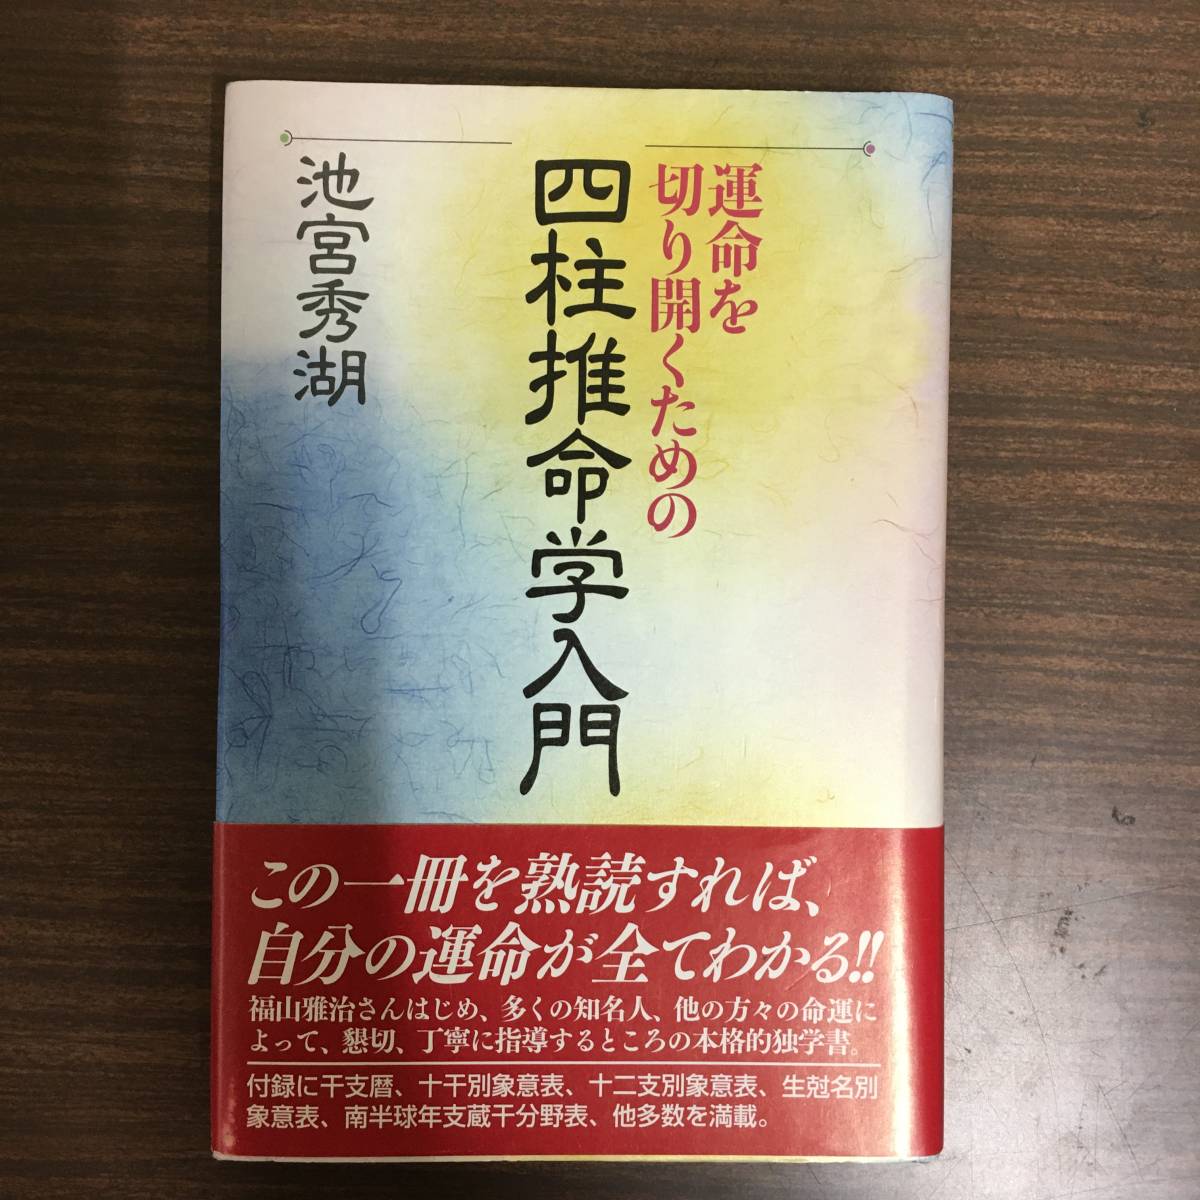 運命を
切り開くための
四柱推命学入門
池宮秀湖
この一冊を熟読すれば、
自分の運命が全てわかる!!
福山雅治さんはじめ、多くの知名人、他の方々の命運に
よって、懇切、丁寧に指導するところの本格的独学書。
付録に干支暦、十干別象意表、十二支別象意表、生尅名別
象意表、南半球年支蔵干分野表、他多数を満載。